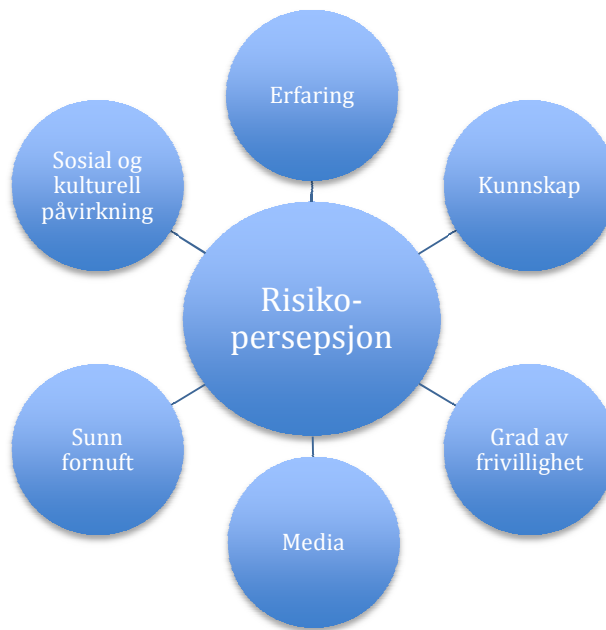 Erfaring
Sosial og
kulturell
påvirkning
Kunnskap
Risiko-
persepsjon
Sunn
fornuft
Grad av
frivillighet
Media